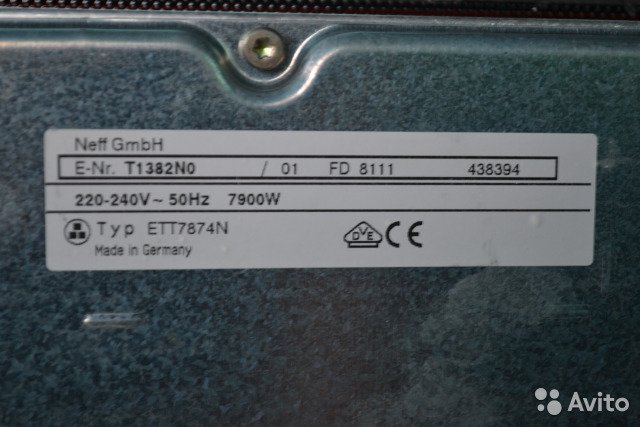 Neff GmbH
E-Nr. T1382N0 / 01 FD 8111 438394
220-240V~ 50Hz 7900W
Typ ETT7874N
DVE CE
Made in Germany
Avito